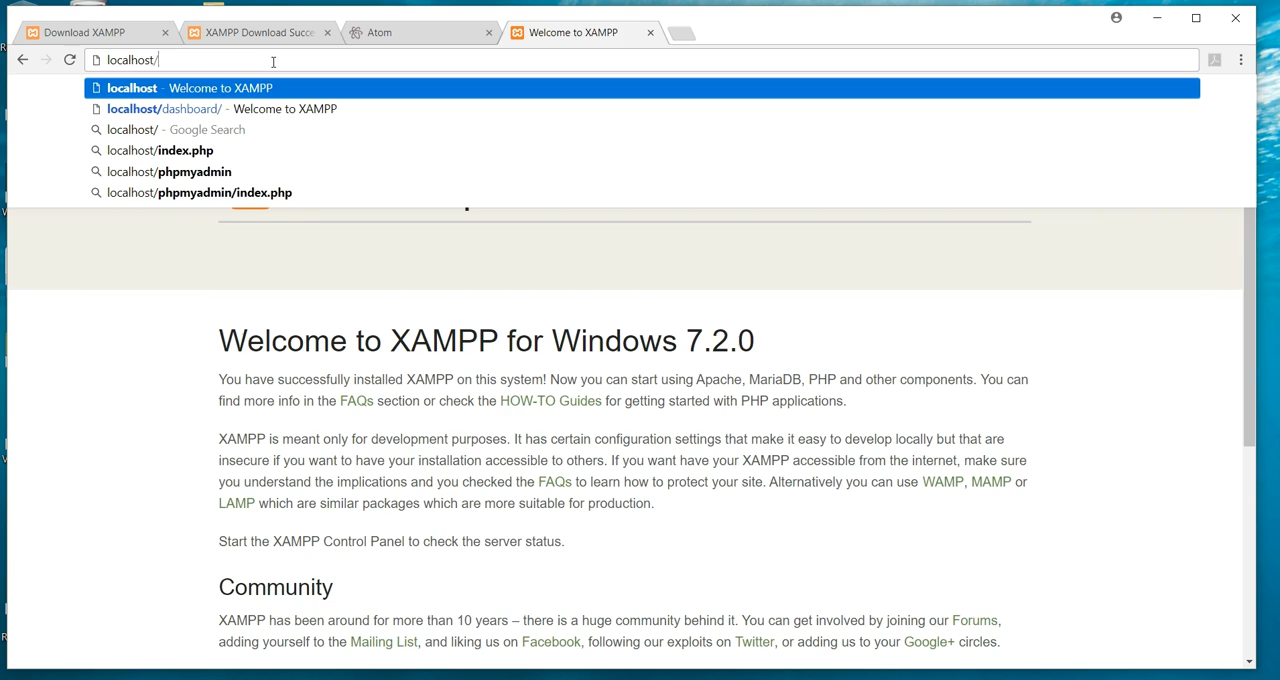 Download XAMPP
XAMPP Download Succe
Atom
Welcome to XAMPP
localhost/
localhost - Welcome to XAMPP
localhost/dashboard/ - Welcome to XAMPP
localhost/ - Google Search
localhost/index.php
localhost/phpmyadmin
localhost/phpmyadmin/index.php
Welcome to XAMPP for Windows 7.2.0
You have successfully installed XAMPP on this system! Now you can start using Apache, MariaDB, PHP and other components. You can
find more info in the FAQs section or check the HOW-TO Guides for getting started with PHP applications.
XAMPP is meant only for development purposes. It has certain configuration settings that make it easy to develop locally but that are
insecure if you want to have your installation accessible to others. If you want have your XAMPP accessible from the internet, make sure
you understand the implications and you checked the FAQs to learn how to protect your site. Alternatively you can use WAMP, MAMP or
LAMP which are similar packages which are more suitable for production.
Start the XAMPP Control Panel to check the server status.
Community
XAMPP has been around for more than 10 years – there is a huge community behind it. You can get involved by joining our Forums,
adding yourself to the Mailing List, and liking us on Facebook, following our exploits on Twitter, or adding us to your Google+ circles.